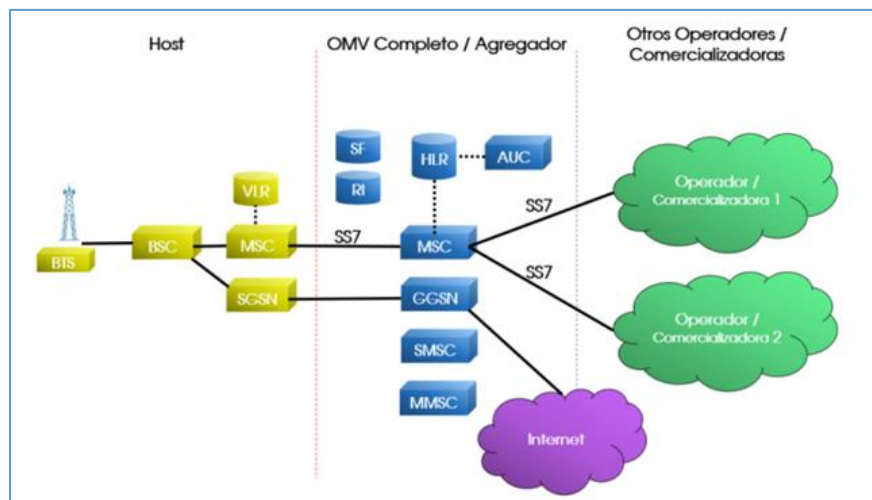 Host
OMV Completo / Agregador
Otros Operadores /
Comercializadoras
SF
HLR
AUC
RI
VLR
BTS
BSC
MSC
SS7
MSC
SS7
SS7
Operador /
Comercializadora 1
SGSN
GGSN
Operador /
Comercializadora 2
SMSC
MMSC
Internet